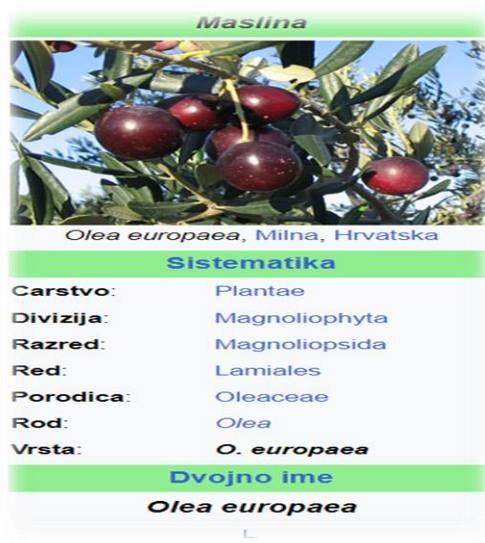 Maslina
Olea europaea, Milna, Hrvatska
Sistematika
Carstvo: Plantae
Divizija: Magnoliophyta
Razred: Magnoliopsida
Red: Lamiales
Porodica: Oleaceae
Rod: Olea
Vrsta: O. europaea
Dvojno ime
Olea europaea
L.